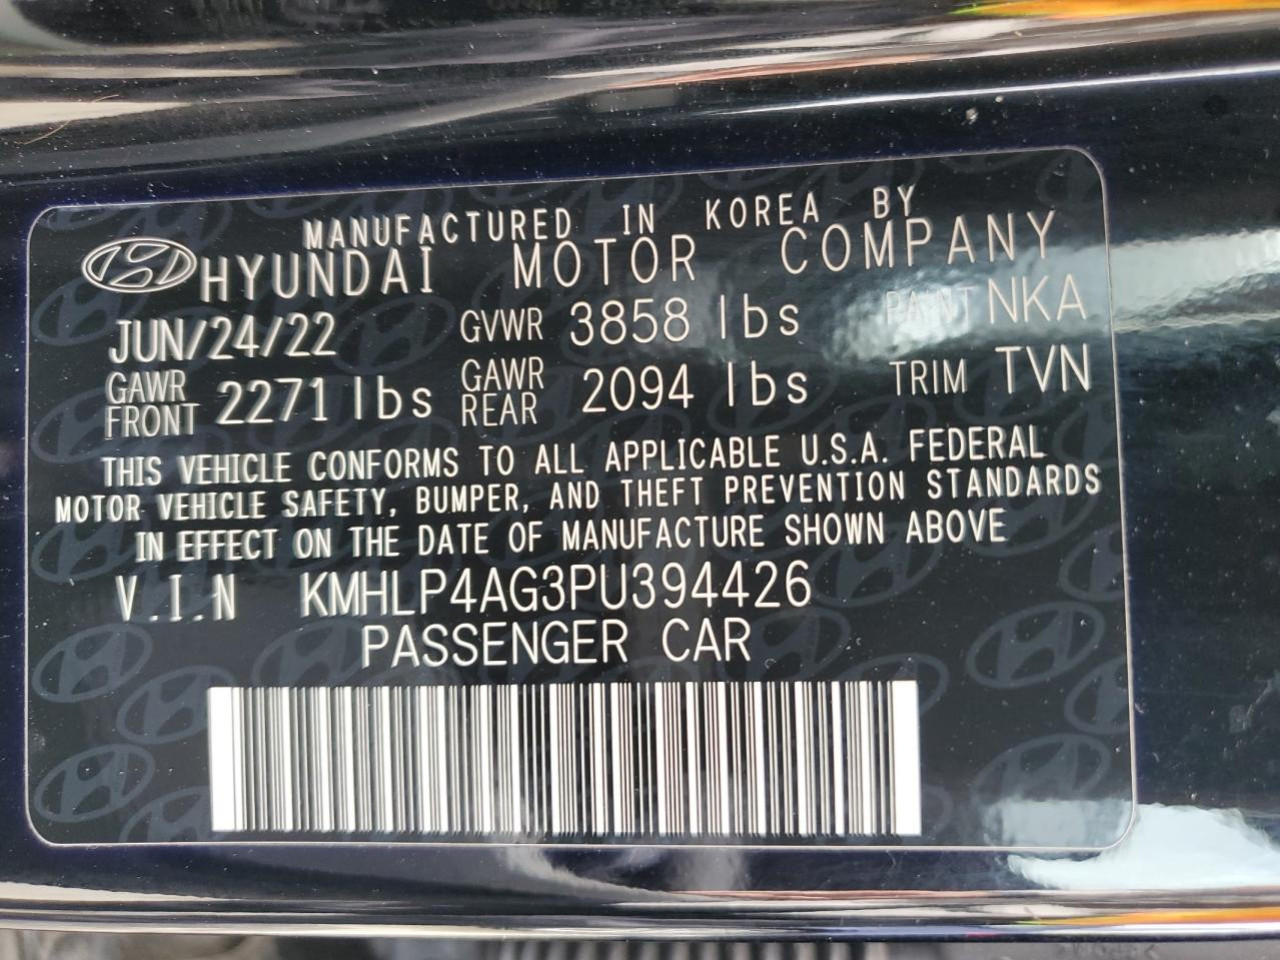 MANUFACTURED IN KOREA BY
HYUNDAI MOTOR COMPANY
JUN/24/22 GVWR 3858 lbs PAINT NKA
GAWR FRONT 2271 lbs GAWR REAR 2094 lbs TRIM TVN
THIS VEHICLE CONFORMS TO ALL APPLICABLE U.S.A. FEDERAL
MOTOR VEHICLE SAFETY, BUMPER, AND THEFT PREVENTION STANDARDS
IN EFFECT ON THE DATE OF MANUFACTURE SHOWN ABOVE
V.I.N KMHLP4AG3PU394426
PASSENGER CAR